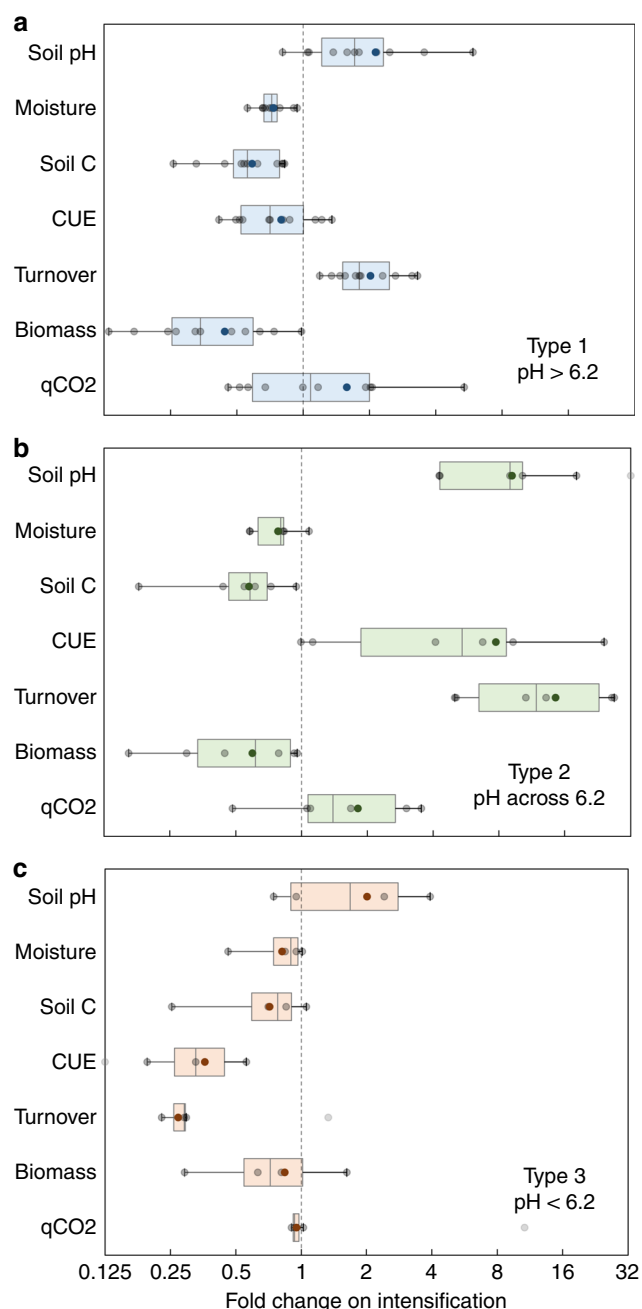 a
Soil pH
Moisture
Soil C
CUE
Turnover
Biomass
qCO2
Type 1
pH > 6.2
b
Soil pH
Moisture
Soil C
CUE
Turnover
Biomass
qCO2
Type 2
pH across 6.2
c
Soil pH
Moisture
Soil C
CUE
Turnover
Biomass
qCO2
Type 3
pH < 6.2
0.125 0.25 0.5 1 2 4 8 16 32
Fold change on intensification